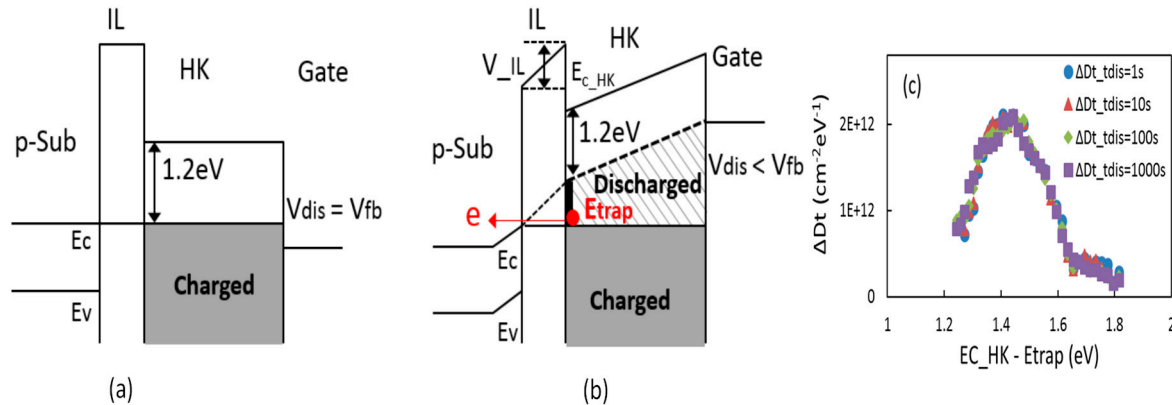 IL
HK
Gate
p-Sub
1.2eV
Vdis = Vfb
Ec
Charged
Ev
(a)
IL
HK
V_IL
Ec_HK
Gate
p-Sub
1.2eV
Discharged
Vdis < Vfb
e
Etrap
Ec
Charged
Ev
(b)
(c)
ΔDt_tdis=1s
ΔDt_tdis=10s
ΔDt_tdis=100s
ΔDt_tdis=1000s
ΔDt (cm⁻²eV⁻¹)
2E+12
1E+12
0
1 1.2 1.4 1.6 1.8 2
EC_HK - Etrap (eV)